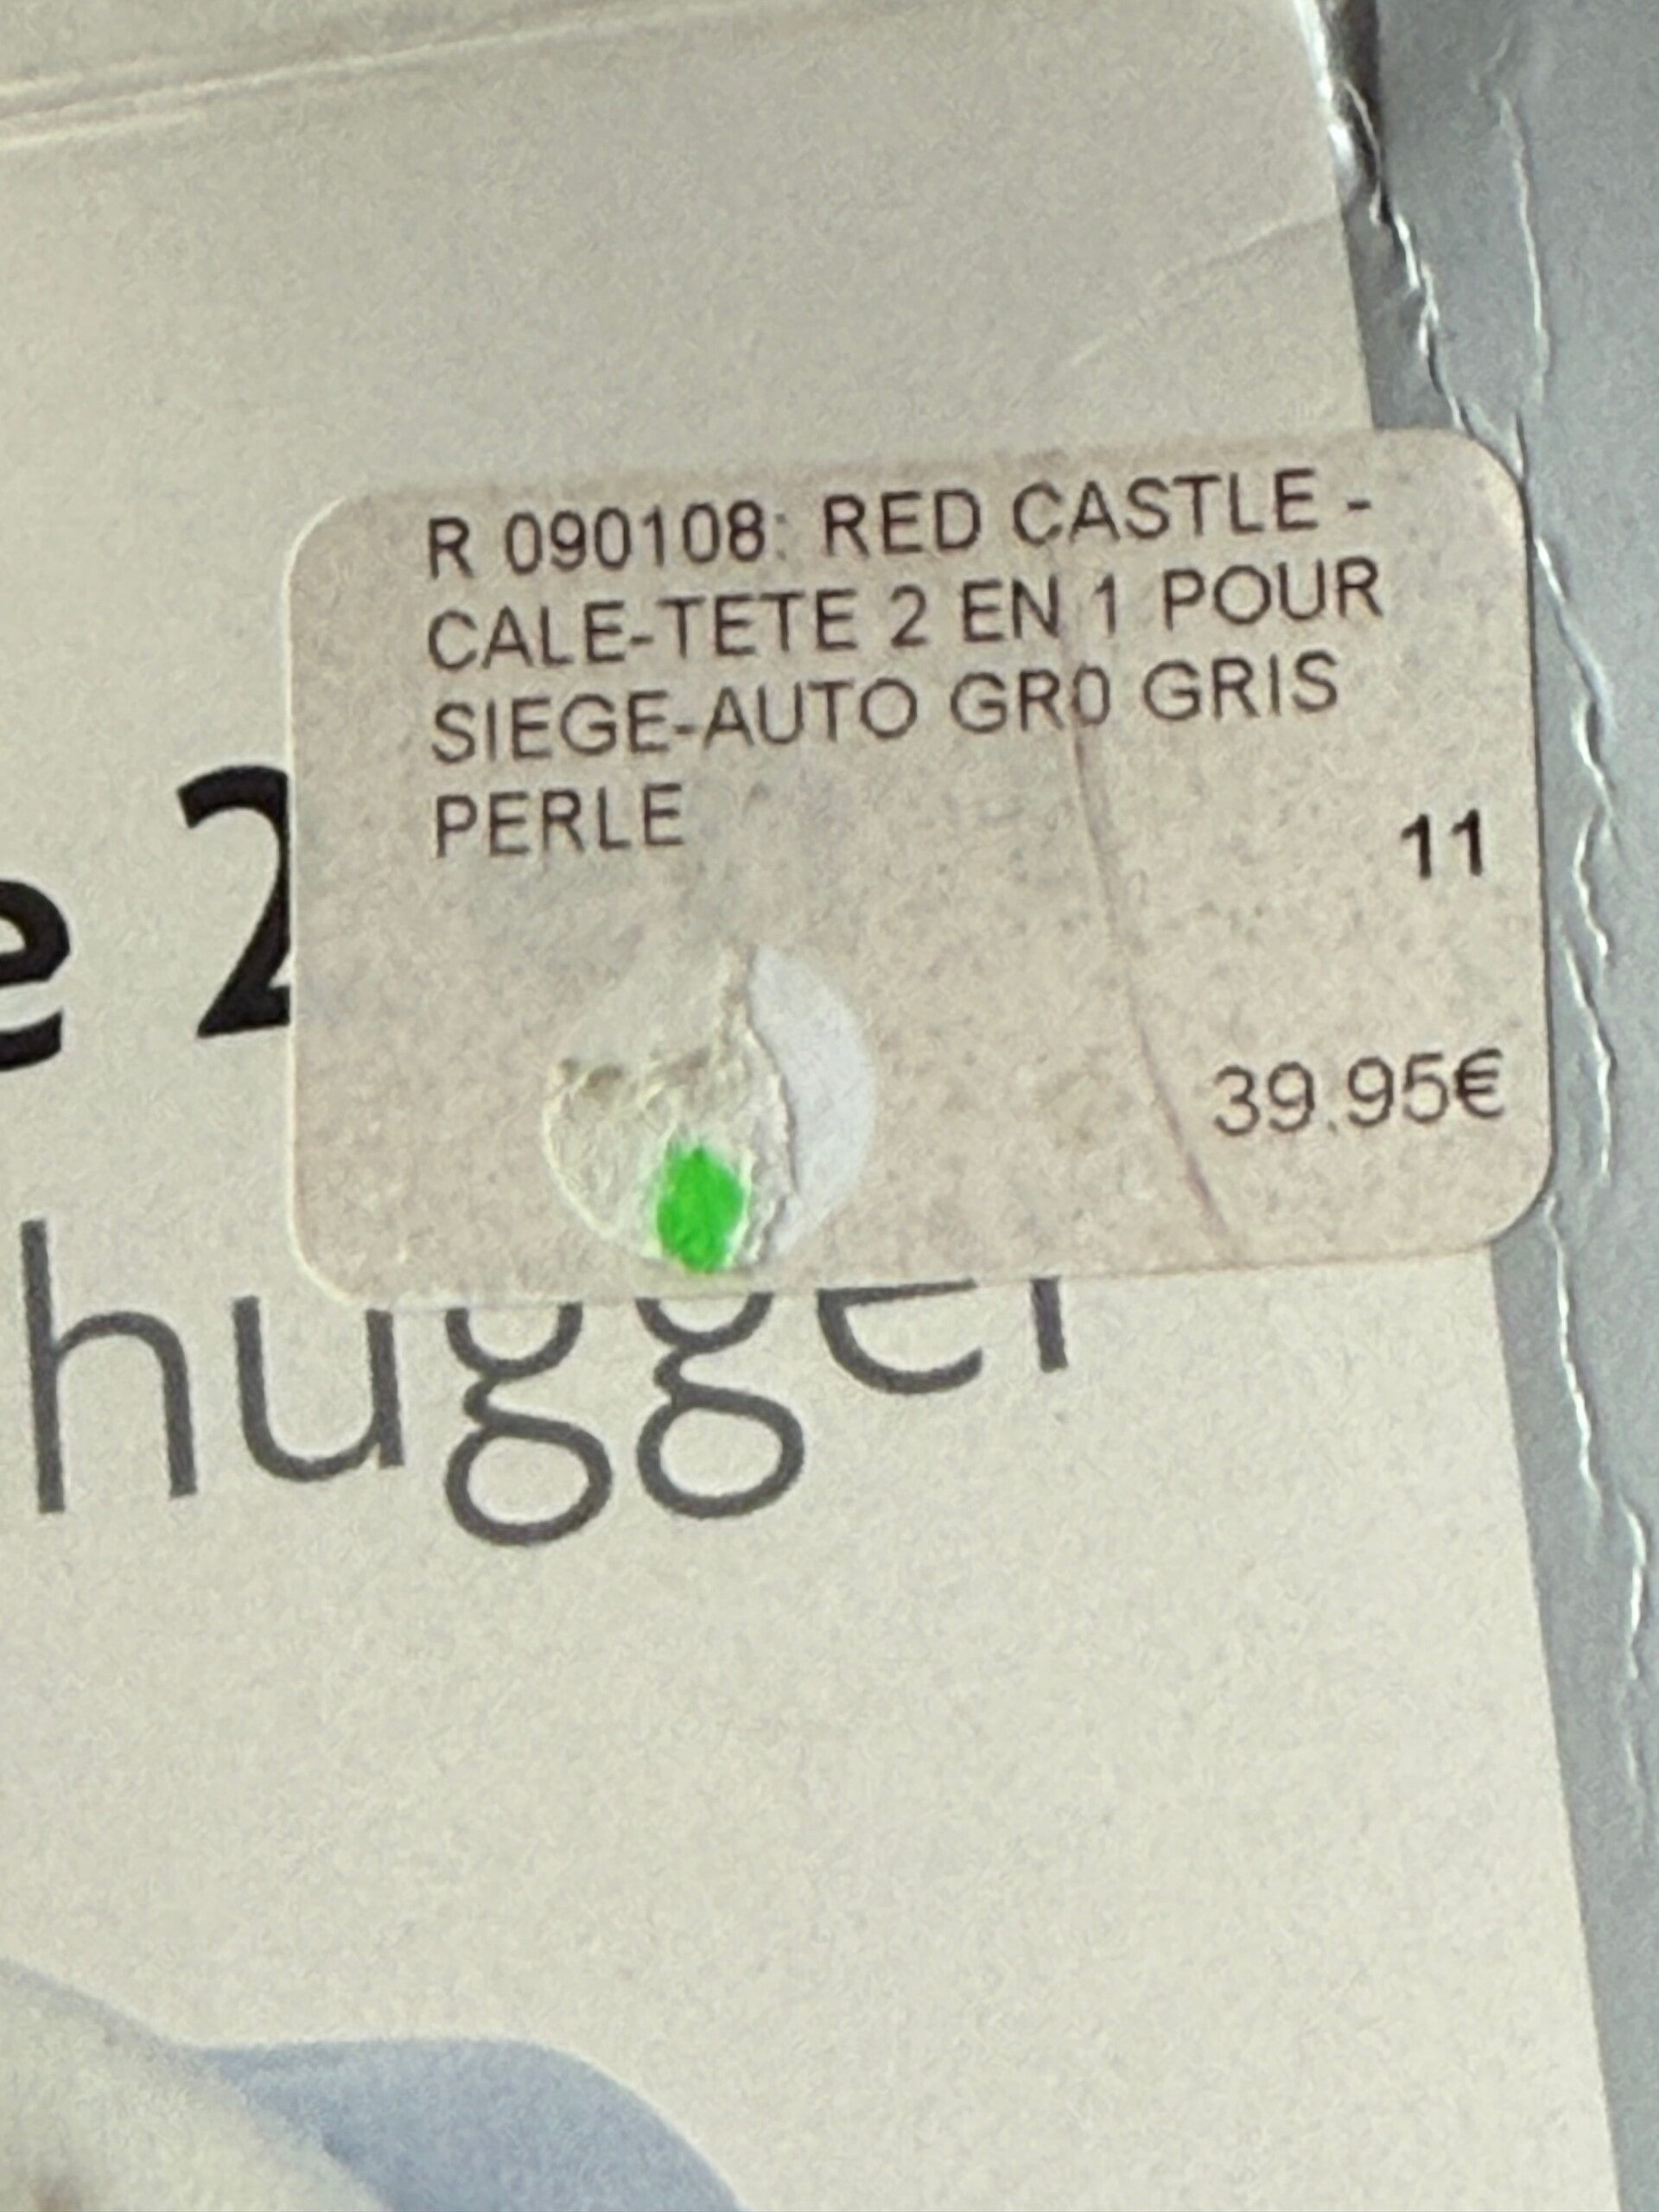 R 090108: RED CASTLE -
CALE-TETE 2 EN 1 POUR
SIEGE-AUTO GR0 GRIS
PERLE
11
39.95€
e 2
hugger